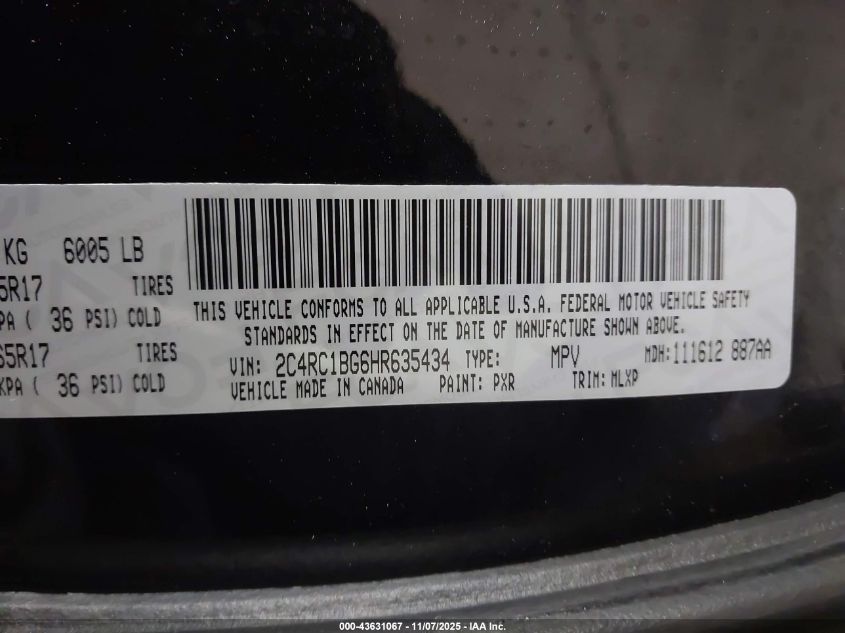 KG 6005 LB
5R17 TIRES
KPA ( 36 PSI) COLD
65R17 TIRES
KPA ( 36 PSI) COLD
THIS VEHICLE CONFORMS TO ALL APPLICABLE U.S.A. FEDERAL MOTOR VEHICLE SAFETY
STANDARDS IN EFFECT ON THE DATE OF MANUFACTURE SHOWN ABOVE.
VIN: 2C4RC1BG6HR635434 TYPE: MPV MDH: 111612 887AA
VEHICLE MADE IN CANADA PAINT: PXR TRIM: MLXP
000-43631067 - 11/07/2025 - IAA Inc.